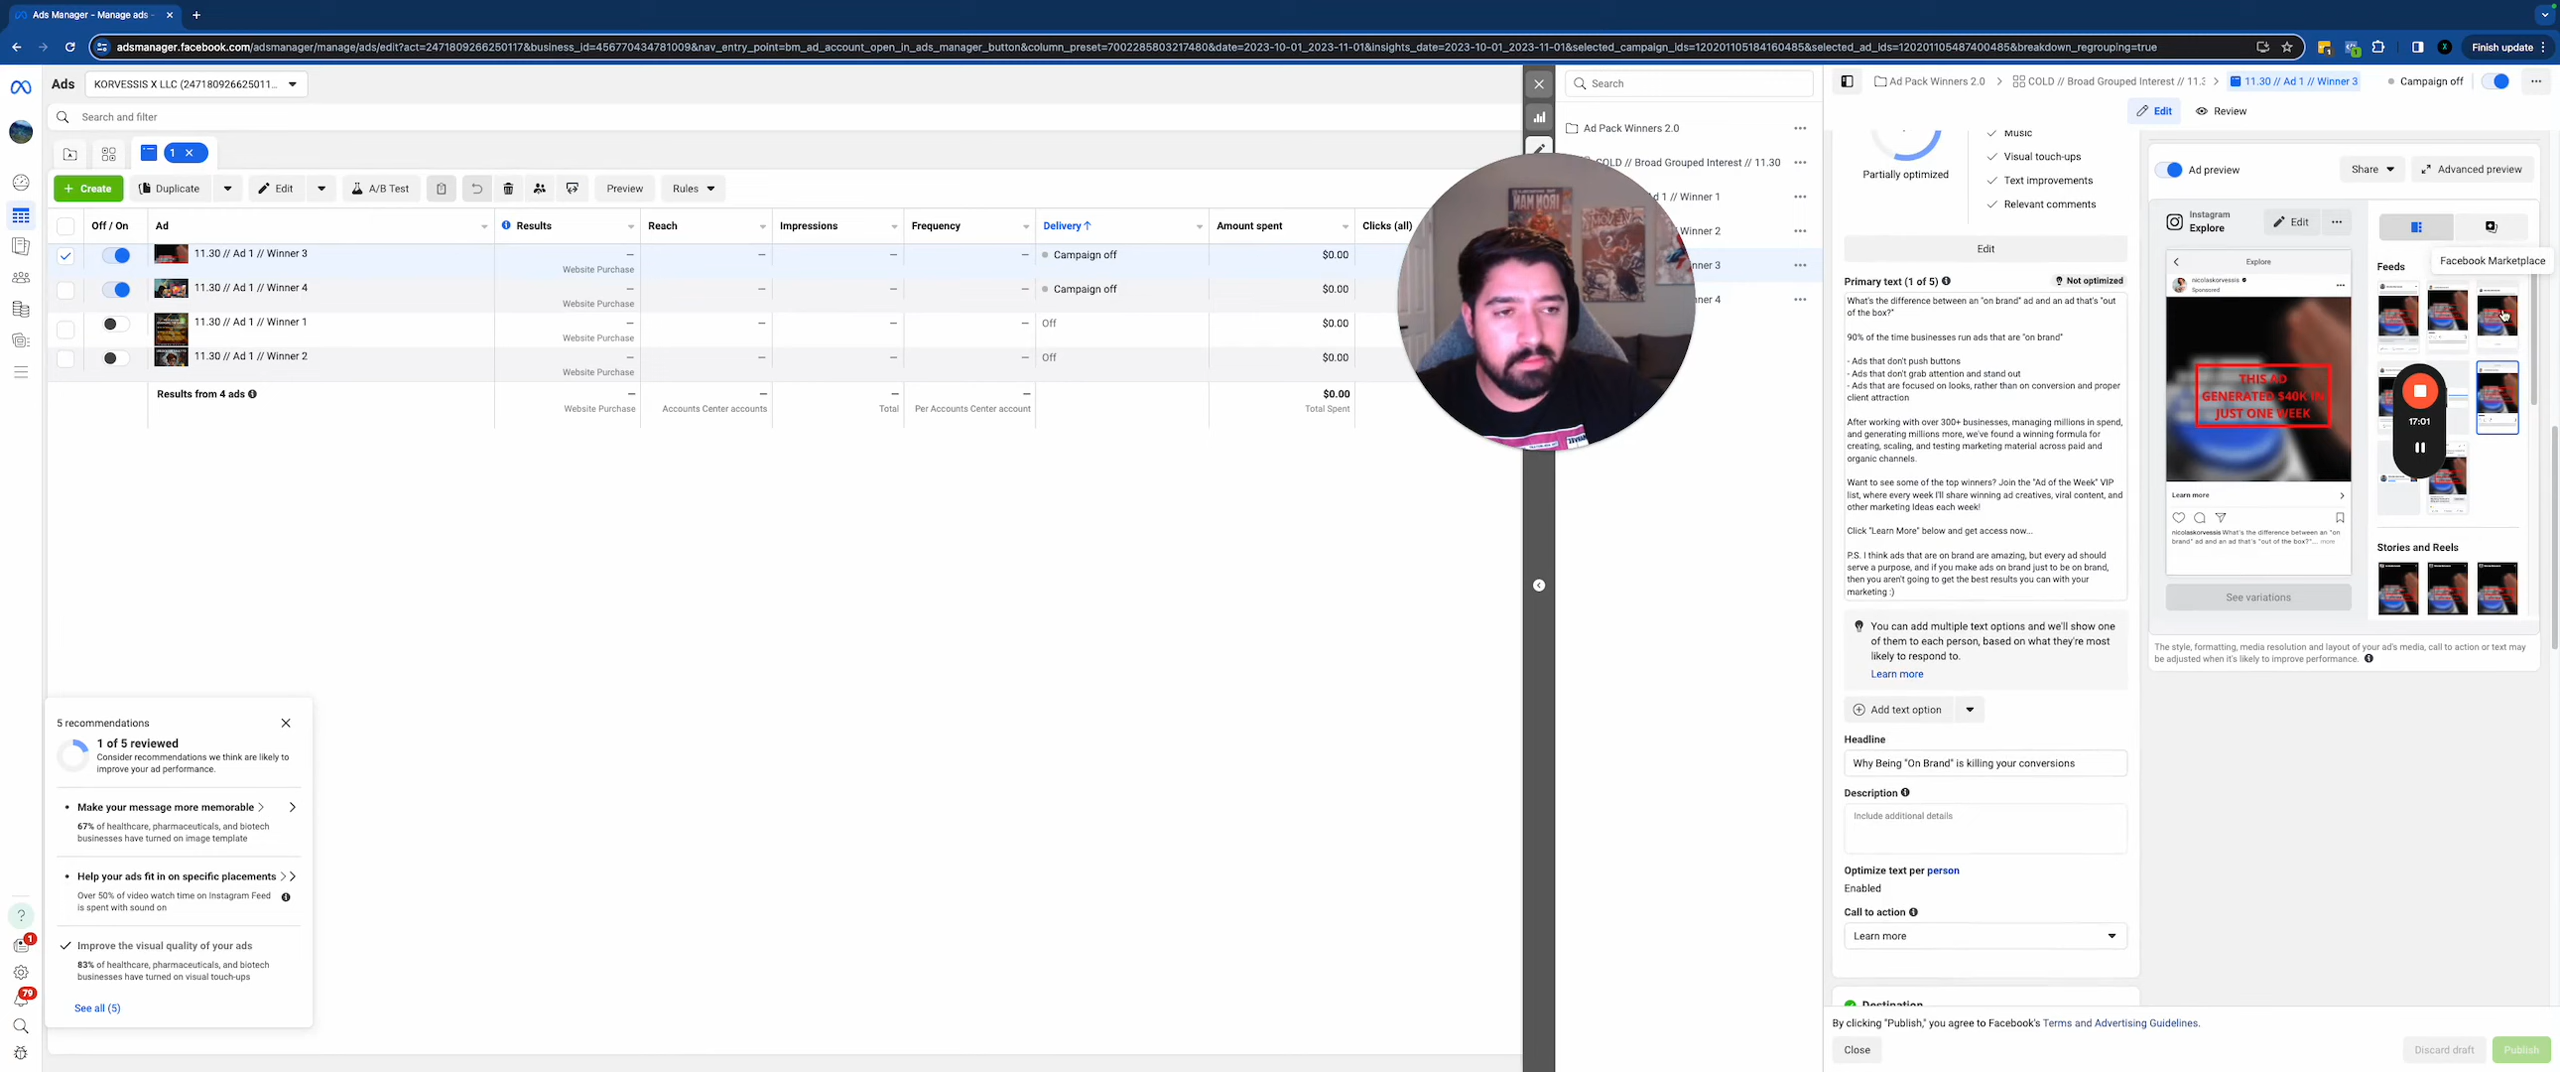 Ads Manager - Manage ads -
adsmanager.facebook.com/adsmanager/manage/ads/edit?act=2471809266250117&business_id=456770434781009&nav_entry_point=bm_ad_account_open_in_ads_manager_button&column_preset=7002285803217480&date=2023-10-01_2023-11-01&insights_date=2023-10-01_2023-11-01&selected_campaign_ids=120201105184160485&selected_ad_ids=120201105487400485&breakdown_regrouping=true
Finish update
Ads
KORVESSIS X LLC (24718092662501​1...
Search and filter
1
Create
Duplicate
Edit
A/B Test
Preview
Rules
Off / On
Ad
Results
Reach
Impressions
Frequency
Delivery ↑
Amount spent
Clicks (all)
11.30 // Ad 1 // Winner 3
–
Website Purchase
–
–
–
Campaign off
$0.00
11.30 // Ad 1 // Winner 4
–
Website Purchase
–
–
–
Campaign off
$0.00
11.30 // Ad 1 // Winner 1
–
Website Purchase
–
–
–
Off
$0.00
11.30 // Ad 1 // Winner 2
–
Website Purchase
–
–
–
Off
$0.00
Results from 4 ads
–
Website Purchase
–
Accounts Center accounts
–
Total
–
Per Accounts Center account
$0.00
Total Spent
5 recommendations
1 of 5 reviewed
Consider recommendations we think are likely to
improve your ad performance.
Make your message more memorable
67% of healthcare, pharmaceuticals, and biotech
businesses have turned on image template
Help your ads fit in on specific placements
Over 50% of video watch time on Instagram Feed
is spent with sound on
Improve the visual quality of your ads
83% of healthcare, pharmaceuticals, and biotech
businesses have turned on visual touch-ups
See all (5)
1
79
IRON MAN
Search
Ad Pack Winners 2.0
COLD // Broad Grouped Interest // 11.30
d 1 // Winner 1
Winner 2
nner 3
ner 4
Ad Pack Winners 2.0
COLD // Broad Grouped Interest // 11.3
11.30 // Ad 1 // Winner 3
Campaign off
Edit
Review
Partially optimized
Music
Visual touch-ups
Text improvements
Relevant comments
Edit
Primary text (1 of 5)
Not optimized
What's the difference between an "on brand" ad and an ad that's "out
of the box?"
90% of the time businesses run ads that are "on brand"
- Ads that don't push buttons
- Ads that don't grab attention and stand out
- Ads that are focused on looks, rather than on conversion and proper
client attraction
After working with over 300+ businesses, managing millions in spend,
and generating millions more, we've found a winning formula for
creating, scaling, and testing marketing material across paid and
organic channels.
Want to see some of the top winners? Join the "Ad of the Week" VIP
list, where every week I'll share winning ad creatives, viral content, and
other marketing Ideas each week!
Click "Learn More" below and get access now...
P.S. I think ads that are on brand are amazing, but every ad should
serve a purpose, and if you make ads on brand just to be on brand,
then you aren't going to get the best results you can with your
marketing :)
You can add multiple text options and we'll show one
of them to each person, based on what they're most
likely to respond to.
Learn more
Add text option
Headline
Why Being "On Brand" is killing your conversions
Description
Include additional details
Optimize text per person
Enabled
Call to action
Learn more
Destination
By clicking "Publish," you agree to Facebook's Terms and Advertising Guidelines.
Close
Discard draft
Publish
Ad preview
Share
Advanced preview
Instagram
Explore
Edit
Explore
nicolaskorvessis
Sponsored
THIS AD
GENERATED $40K IN
JUST ONE WEEK
Learn more
nicolaskorvessis What's the difference between an "on
brand" ad and an ad that's "out of the box?"... more
See variations
Feeds
Facebook Marketplace
17:01
Stories and Reels
The style, formatting, media resolution and layout of your ad's media, call to action or text may
be adjusted when it's likely to improve performance.